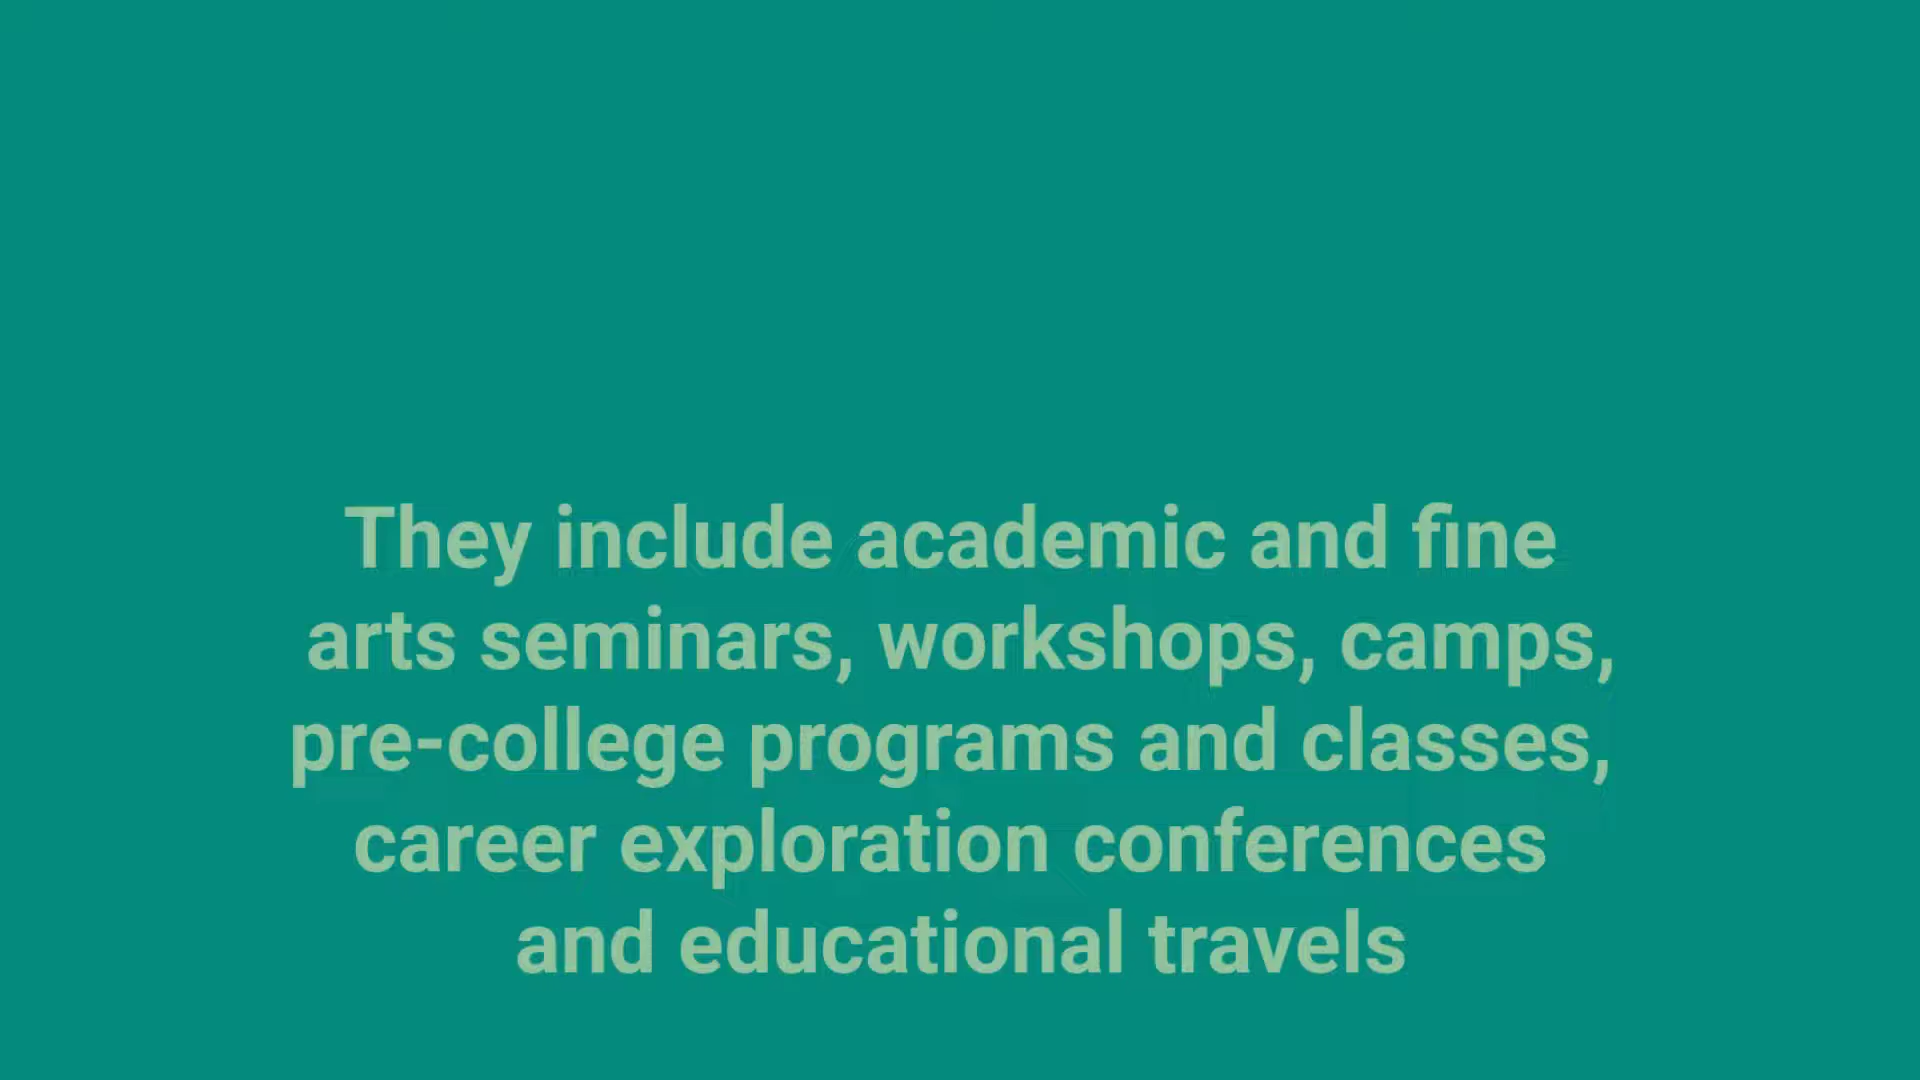 They include academic and fine
arts seminars, workshops, camps,
pre-college programs and classes,
career exploration conferences
and educational travels